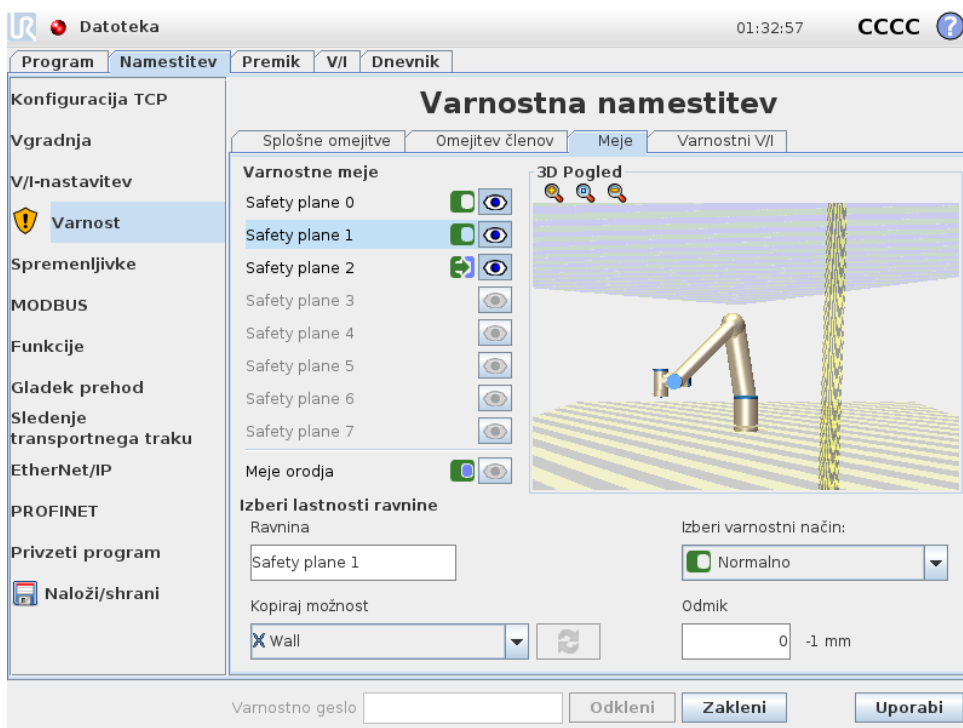 UR
Datoteka
01:32:57
CCCC
?
Program
Namestitev
Premik
V/I
Dnevnik
Konfiguracija TCP
Vgradnja
V/I-nastavitev
Varnost
Spremenljivke
MODBUS
Funkcije
Gladek prehod
Sledenje
transportnega traku
EtherNet/IP
PROFINET
Privzeti program
Naloži/shrani
Varnostna namestitev
Splošne omejitve
Omejitev členov
Meje
Varnostni V/I
Varnostne meje
Safety plane 0
Safety plane 1
Safety plane 2
Safety plane 3
Safety plane 4
Safety plane 5
Safety plane 6
Safety plane 7
Meje orodja
3D Pogled
Izberi lastnosti ravnine
Ravnina
Safety plane 1
Izberi varnostni način:
Normalno
Kopiraj možnost
Wall
Odmik
0 -1 mm
Varnostno geslo
Odkleni
Zakleni
Uporabi